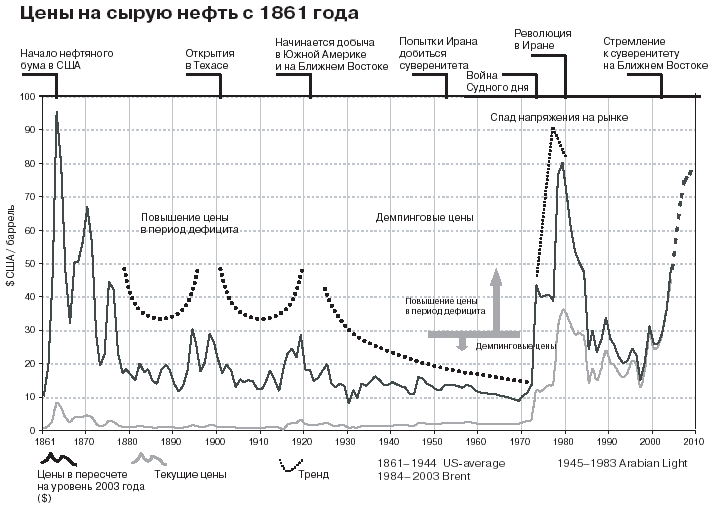 Цены на сырую нефть с 1861 года
Начало нефтяного
бума в США
Открытия
в Техасе
Начинается добыча
в Южной Америке
и на Ближнем Востоке
Попытки Ирана
добиться
суверенитета
Война
Судного дня
Революция
в Иране
Стремление
к суверенитету
на Ближнем Востоке
$ США / баррель
100
90
80
70
60
50
40
30
20
10
0
Спад напряжения на рынке
Повышение цены
в период дефицита
Демпинговые цены
Повышение цены
в период дефицита
Демпинговые цены
1861 1870 1880 1890 1900 1910 1920 1930 1940 1950 1960 1970 1980 1990 2000 2010
Цены в пересчете
на уровень 2003 года
($)
Текущие цены
Тренд
1861–1944 US-average
1984–2003 Brent
1945–1983 Arabian Light